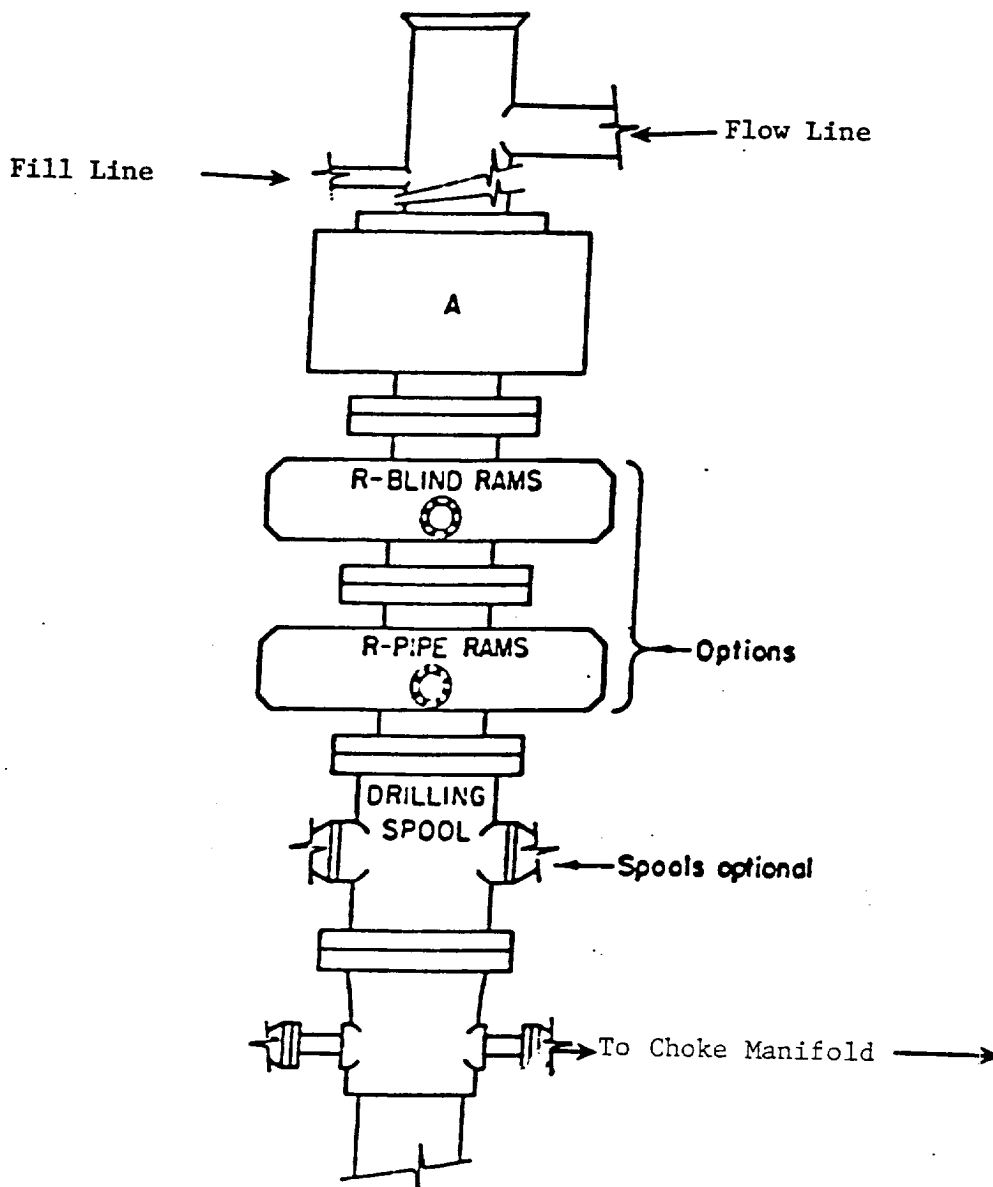 Flow Line
Fill Line
A
R-BLIND RAMS
R-PIPE RAMS
Options
DRILLING
SPOOL
Spools optional
To Choke Manifold